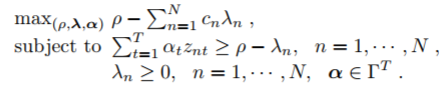 max_(ρ,λ,α) ρ − ∑_{n=1}^{N} c_n λ_n ,
subject to ∑_{t=1}^{T} α_t z_{nt} ≥ ρ − λ_n, n = 1, ⋯ , N ,
λ_n ≥ 0, n = 1, ⋯ , N, α ∈ Γ^T .